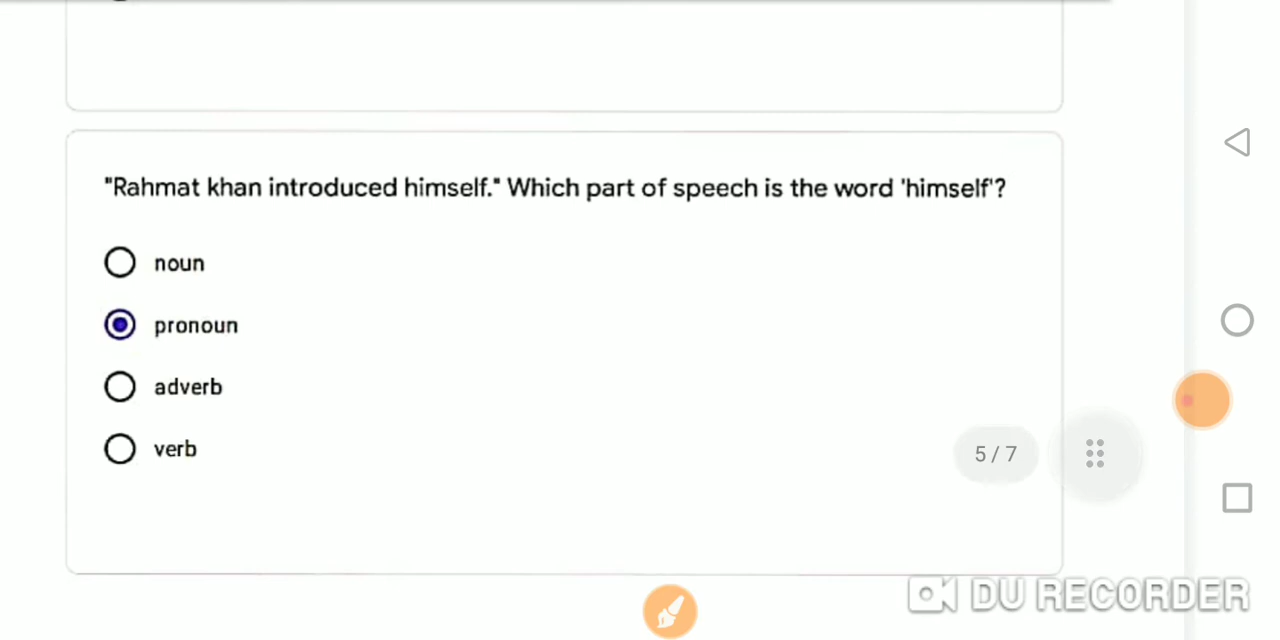 "Rahmat khan introduced himself." Which part of speech is the word 'himself'?
noun
pronoun
adverb
verb
5 / 7
DU RECORDER